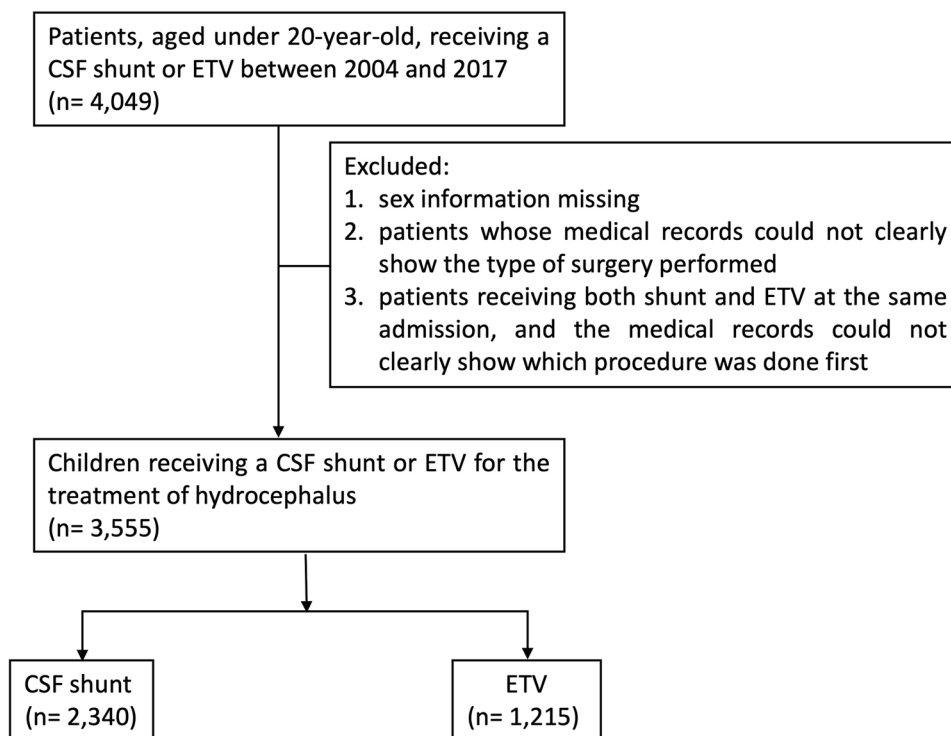 Patients, aged under 20-year-old, receiving a
CSF shunt or ETV between 2004 and 2017
(n= 4,049)
Excluded:
1. sex information missing
2. patients whose medical records could not clearly
show the type of surgery performed
3. patients receiving both shunt and ETV at the same
admission, and the medical records could not
clearly show which procedure was done first
Children receiving a CSF shunt or ETV for the
treatment of hydrocephalus
(n= 3,555)
CSF shunt
(n= 2,340)
ETV
(n= 1,215)